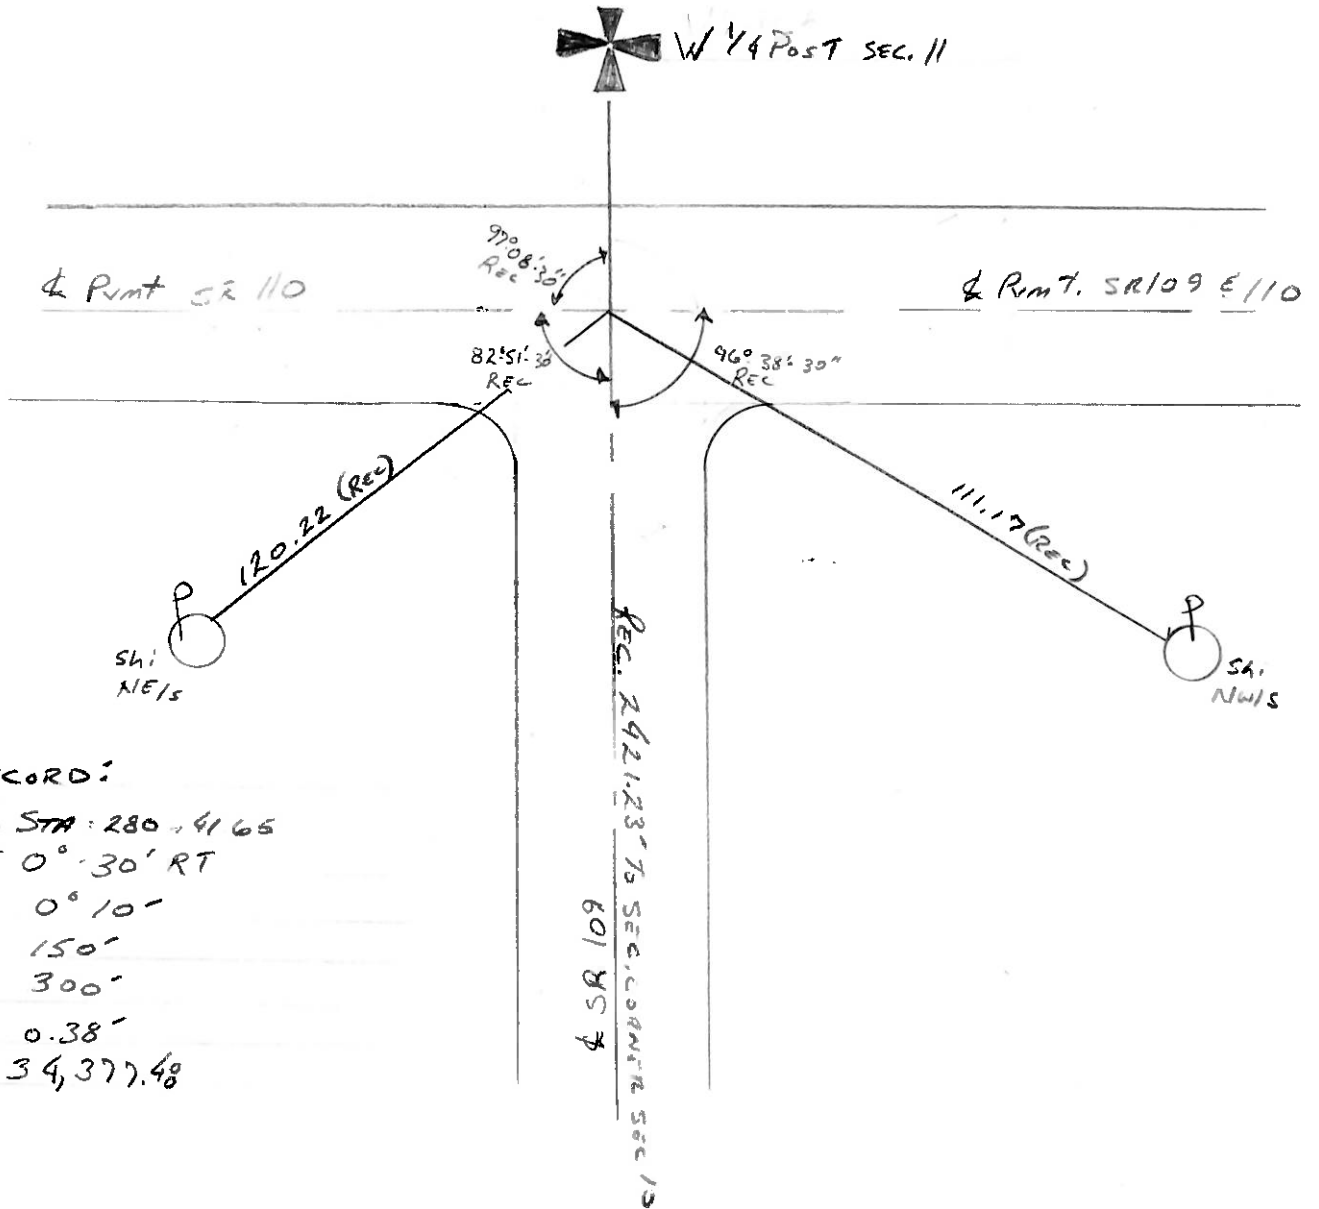 W 1/4 POST SEC. 11
97°08'-30"
REC
℄ Pvmt SR 110
℄ Pvmt. SR109 & 110
82°51'-30"
REC
96°-38'-30"
REC
120.22 (REC)
111.17 (REC)
P
Shi
NE/S
P
Shi
NW/S
REC. 2421.23' TO SEC. CORNER SEC 10
℄ SR 109
CORD:
STA 280+41.65
0°-30' RT
0° 10'
150'
300'
0.38'
34,377.48